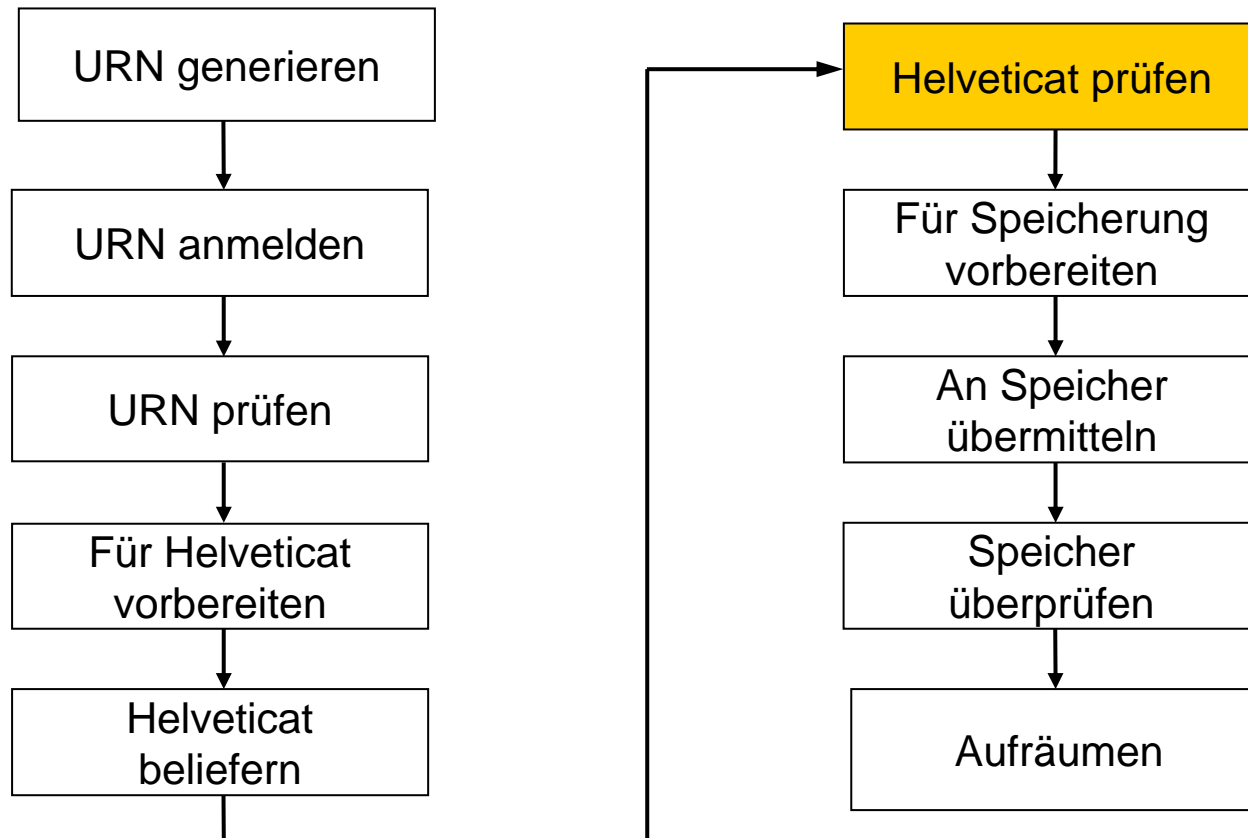 URN generieren
URN anmelden
URN prüfen
Für Helveticat
vorbereiten
Helveticat
beliefern
Helveticat prüfen
Für Speicherung
vorbereiten
An Speicher
übermitteln
Speicher
überprüfen
Aufräumen